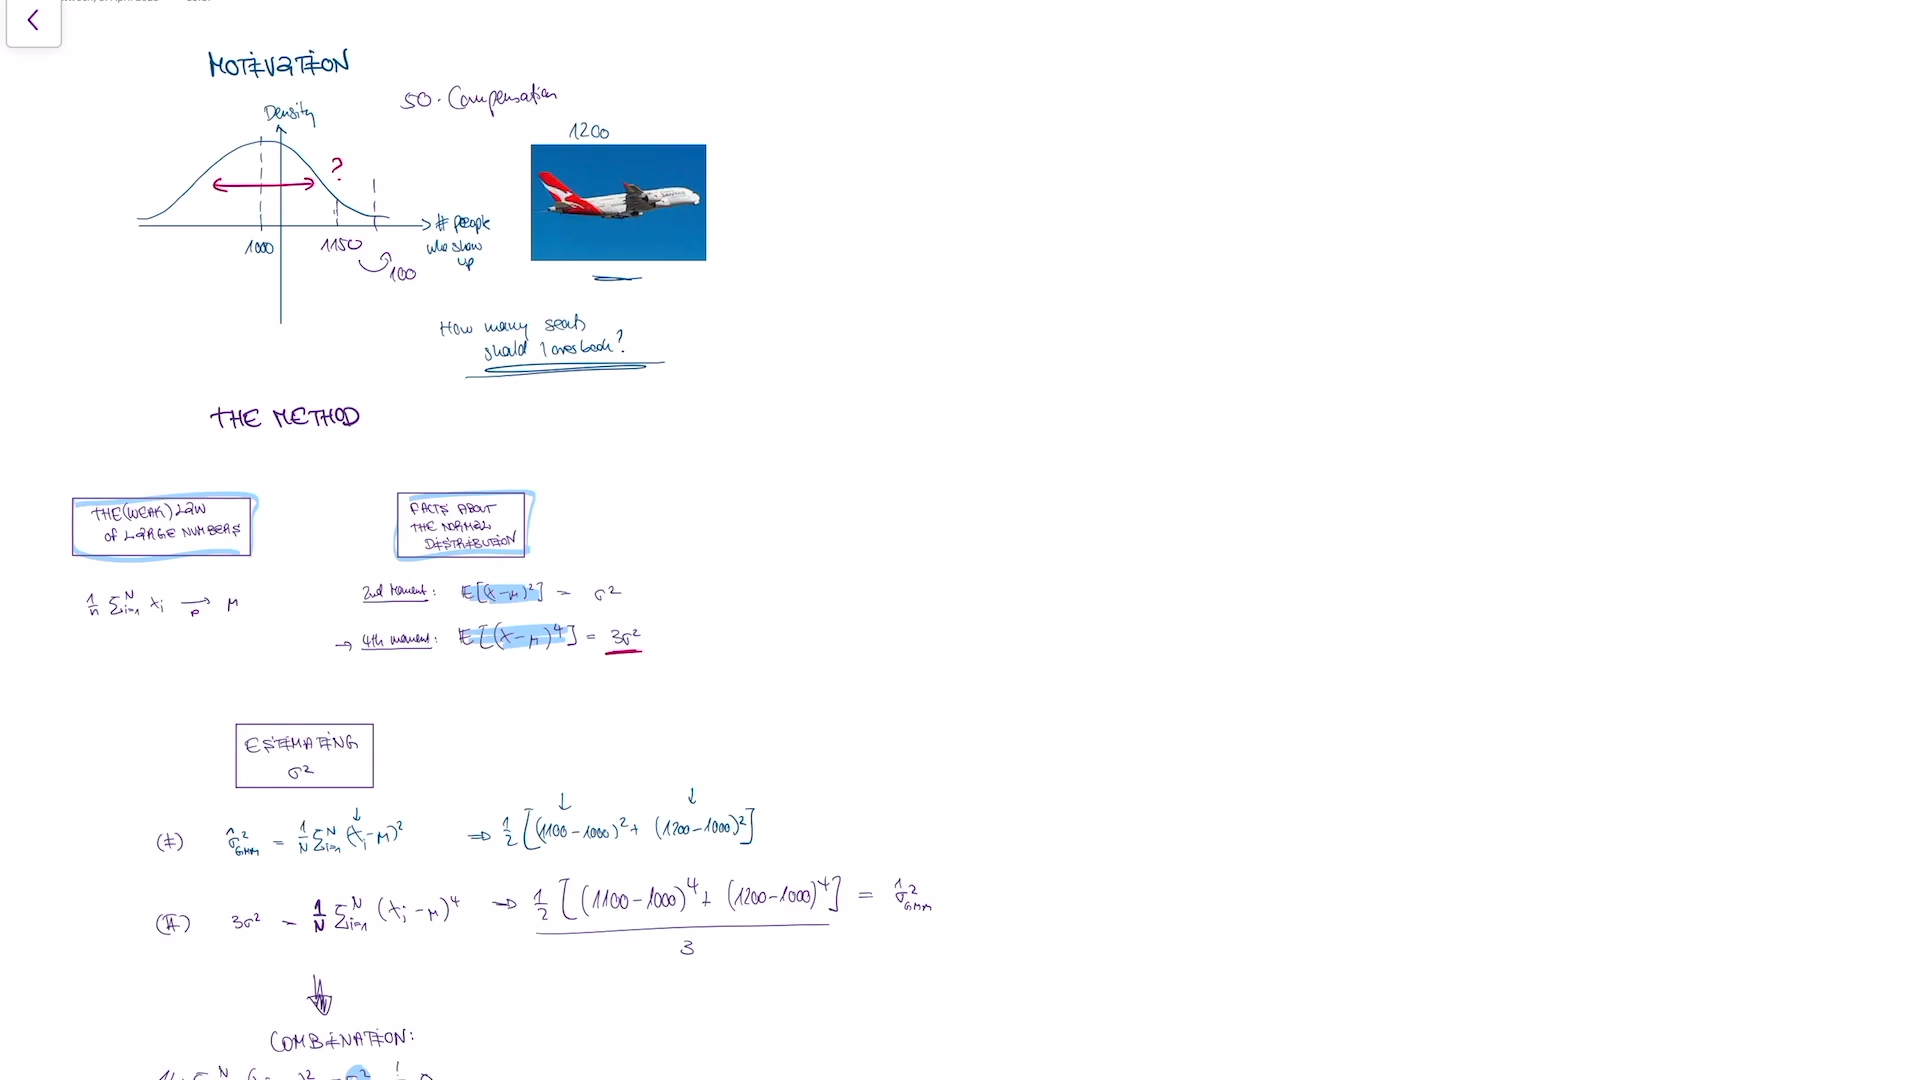 MOTIVATION
Density
50. Compensation
1200
?
# people
who show
up
1000
1150
100
How many seats
should I overbook?
THE METHOD
THE (WEAK) LAW
OF LARGE NUMBERS
FACTS ABOUT
THE NORMAL
DISTRIBUTION
1/n Σ_{i=1}^N x_i →_p μ
2nd Moment: E[(x-μ)²] = σ²
→ 4th moment: E[(x-μ)⁴] = 3σ²
ESTIMATING
σ²
(I) σ̂²_GMM = 1/N Σ_{i=1}^N (x_i-μ)² ⇒ 1/2 [(1100-1000)² + (1200-1000)²]
(II) 3σ² = 1/N Σ_{i=1}^N (x_i-μ)⁴ ⇒ 1/2 [(1100-1000)⁴ + (1200-1000)⁴] / 3 = σ̂²_GMM
COMBINATION: